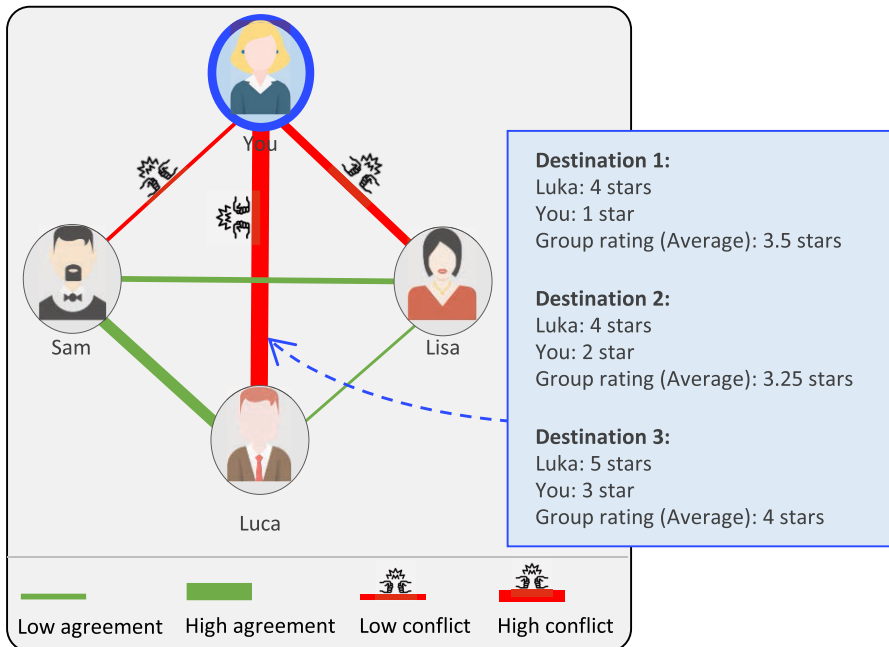 You
Sam
Lisa
Luca
Destination 1:
Luka: 4 stars
You: 1 star
Group rating (Average): 3.5 stars
Destination 2:
Luka: 4 stars
You: 2 star
Group rating (Average): 3.25 stars
Destination 3:
Luka: 5 stars
You: 3 star
Group rating (Average): 4 stars
Low agreement
High agreement
Low conflict
High conflict